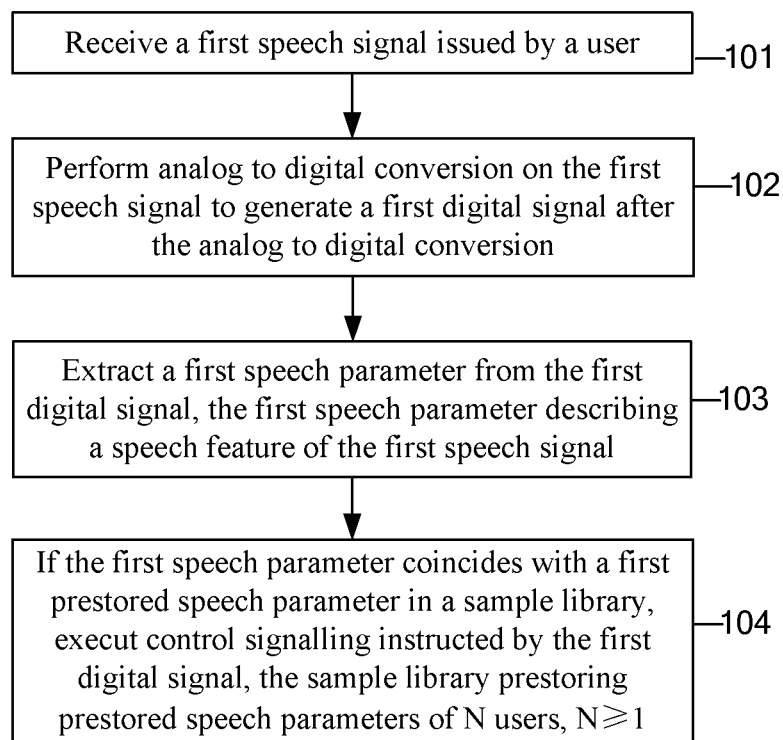 Receive a first speech signal issued by a user
101
Perform analog to digital conversion on the first
speech signal to generate a first digital signal after
the analog to digital conversion
102
Extract a first speech parameter from the first
digital signal, the first speech parameter describing
a speech feature of the first speech signal
103
If the first speech parameter coincides with a first
prestored speech parameter in a sample library,
execut control signalling instructed by the first
digital signal, the sample library prestoring
prestored speech parameters of N users, N≥1
104